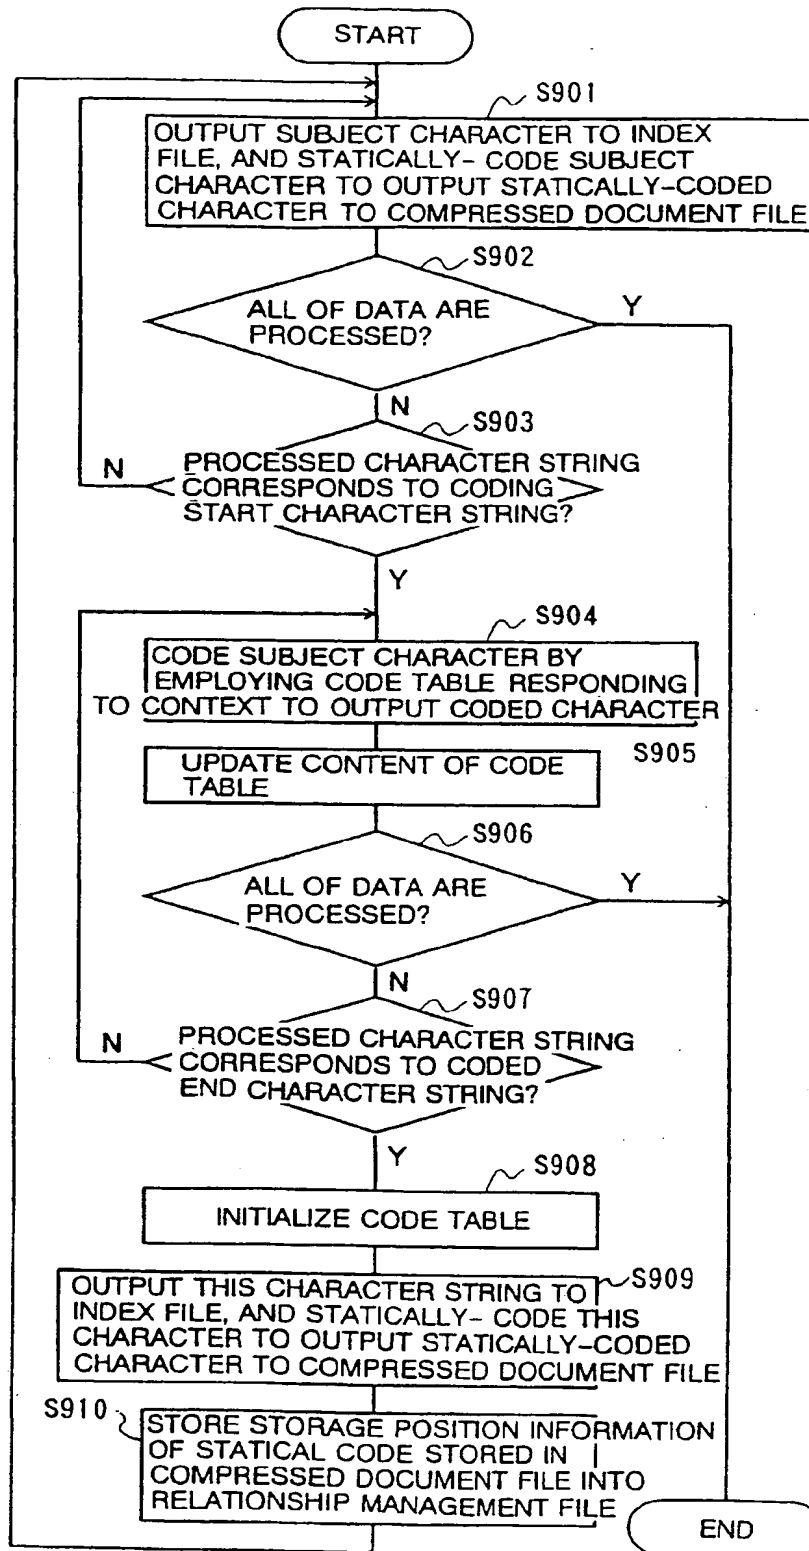 START
S901
OUTPUT SUBJECT CHARACTER TO INDEX
FILE, AND STATICALLY- CODE SUBJECT
CHARACTER TO OUTPUT STATICALLY-CODED
CHARACTER TO COMPRESSED DOCUMENT FILE
S902
ALL OF DATA ARE
PROCESSED?
Y
N
S903
N
PROCESSED CHARACTER STRING
CORRESPONDS TO CODING
START CHARACTER STRING?
Y
S904
CODE SUBJECT CHARACTER BY
EMPLOYING CODE TABLE RESPONDING
TO CONTEXT TO OUTPUT CODED CHARACTER
S905
UPDATE CONTENT OF CODE
TABLE
S906
ALL OF DATA ARE
PROCESSED?
Y
N
S907
N
PROCESSED CHARACTER STRING
CORRESPONDS TO CODED
END CHARACTER STRING?
Y
S908
INITIALIZE CODE TABLE
S909
OUTPUT THIS CHARACTER STRING TO
INDEX FILE, AND STATICALLY- CODE THIS
CHARACTER TO OUTPUT STATICALLY-CODED
CHARACTER TO COMPRESSED DOCUMENT FILE
S910
STORE STORAGE POSITION INFORMATION
OF STATICAL CODE STORED IN
COMPRESSED DOCUMENT FILE INTO
RELATIONSHIP MANAGEMENT FILE
END